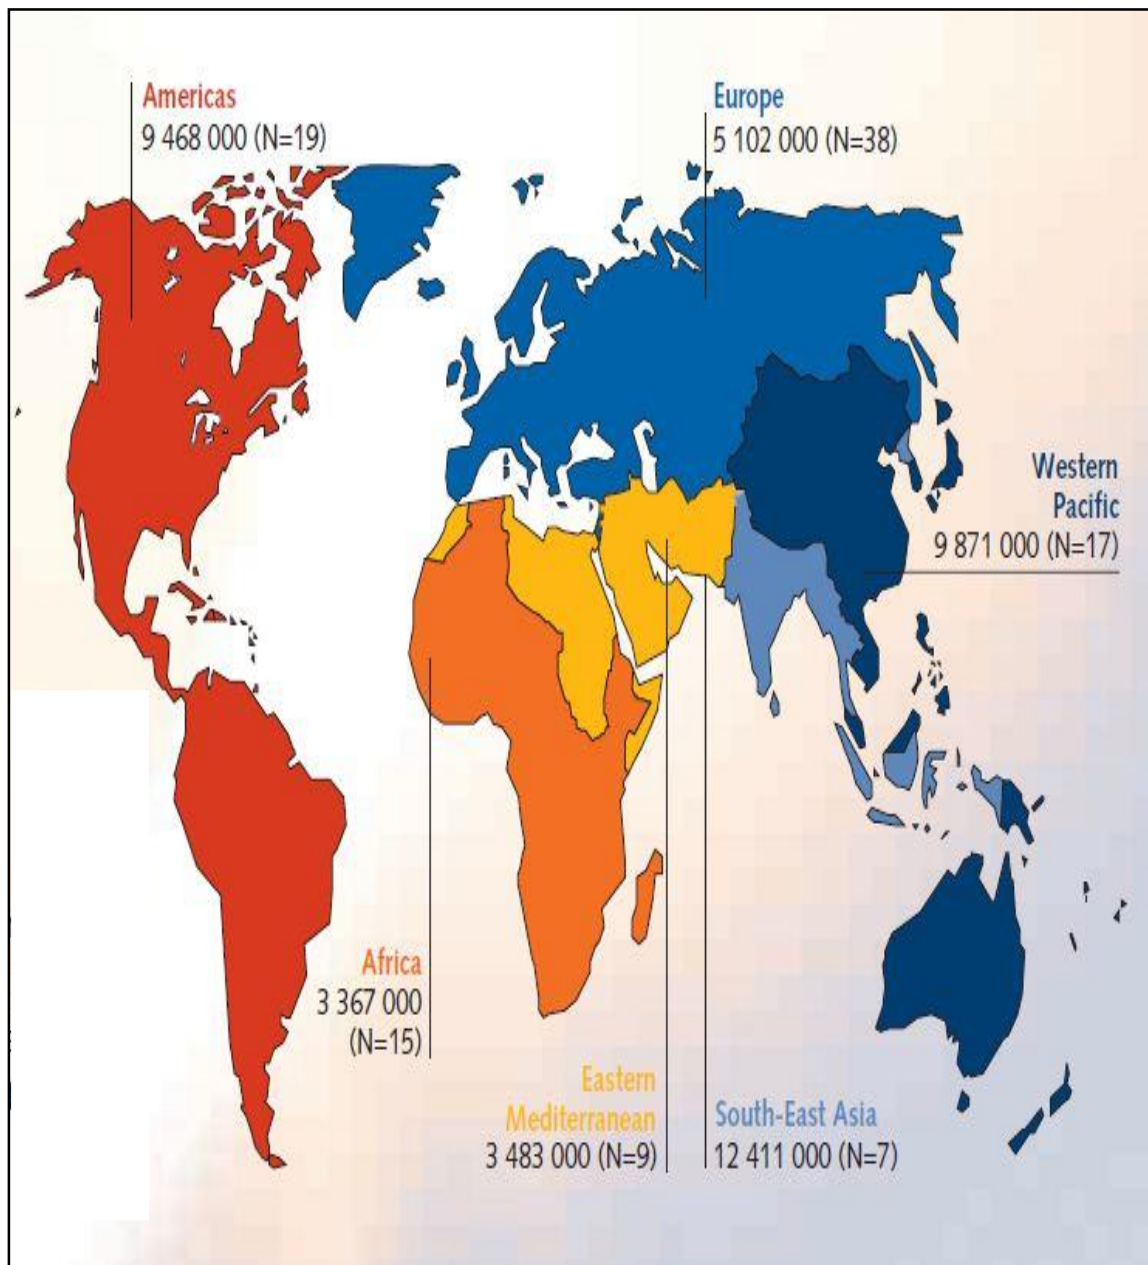 Americas
9 468 000 (N=19)
Europe
5 102 000 (N=38)
Western
Pacific
9 871 000 (N=17)
Africa
3 367 000
(N=15)
Eastern
Mediterranean
3 483 000 (N=9)
South-East Asia
12 411 000 (N=7)